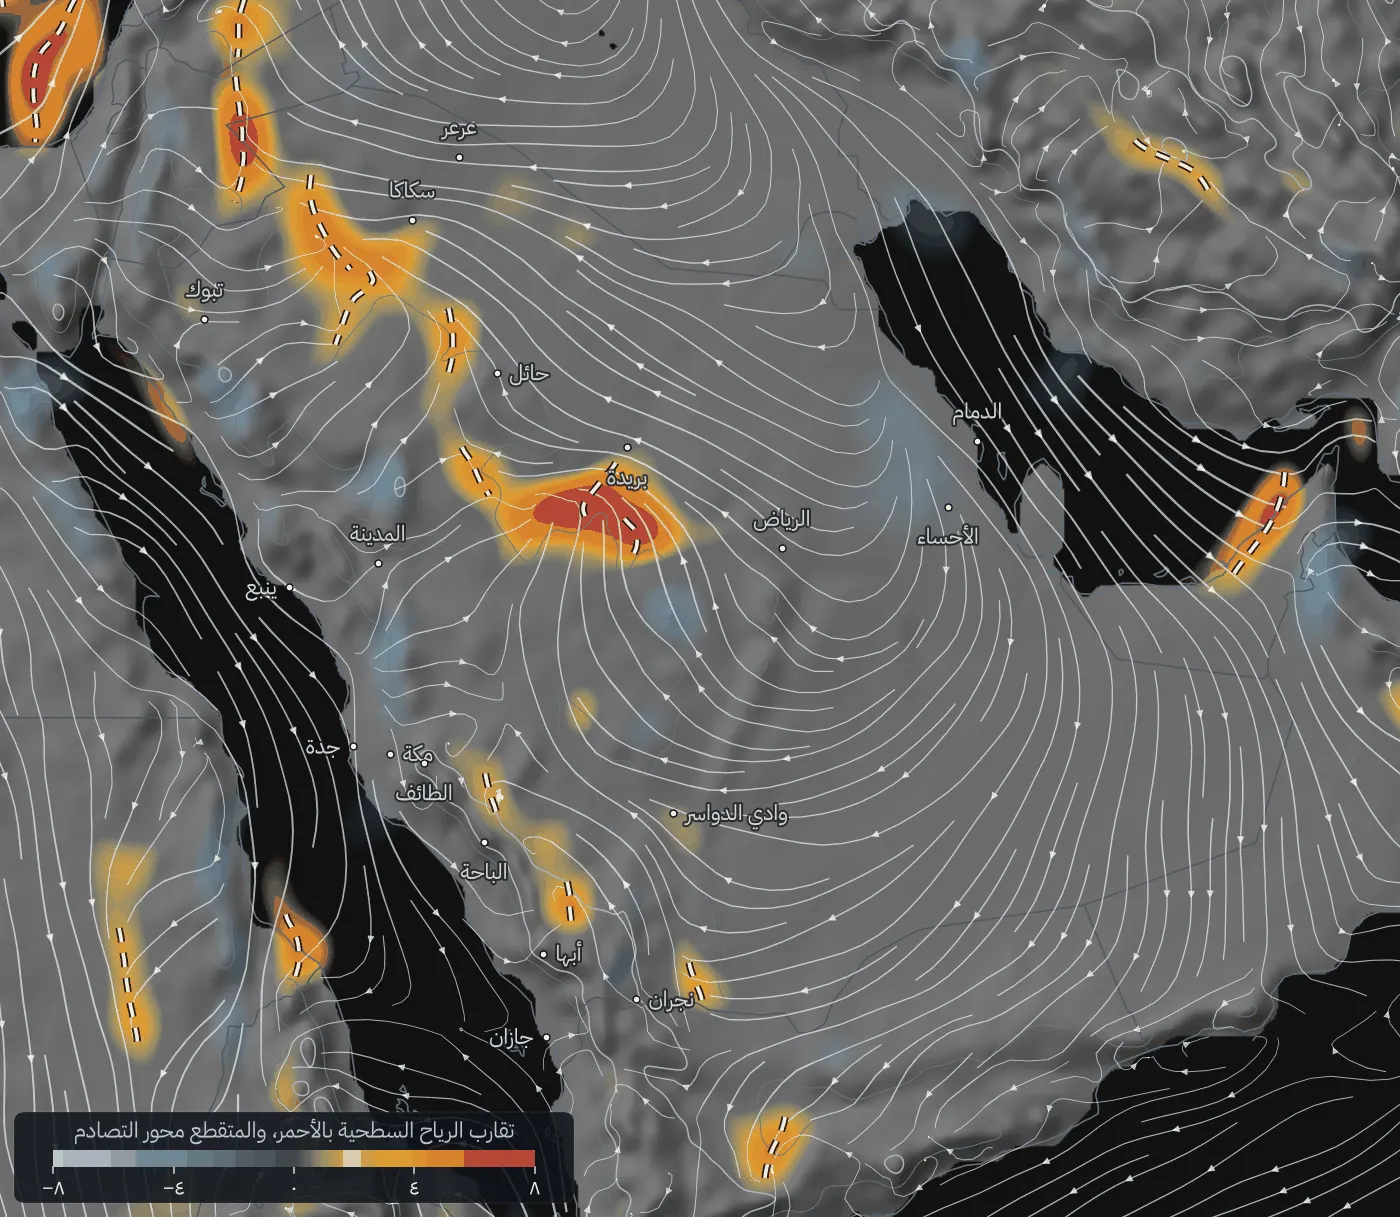 عرعر
سكاكا
تبوك
حائل
الدمام
بريدة
الرياض
الأحساء
المدينة
ينبع
جدة
مكة
الطائف
وادي الدواسر
الباحة
أبها
نجران
جازان
تقارب الرياح السطحية بالأحمر، والمتقطع محور التصادم
−٨ −٤ ٠ ٤ ٨